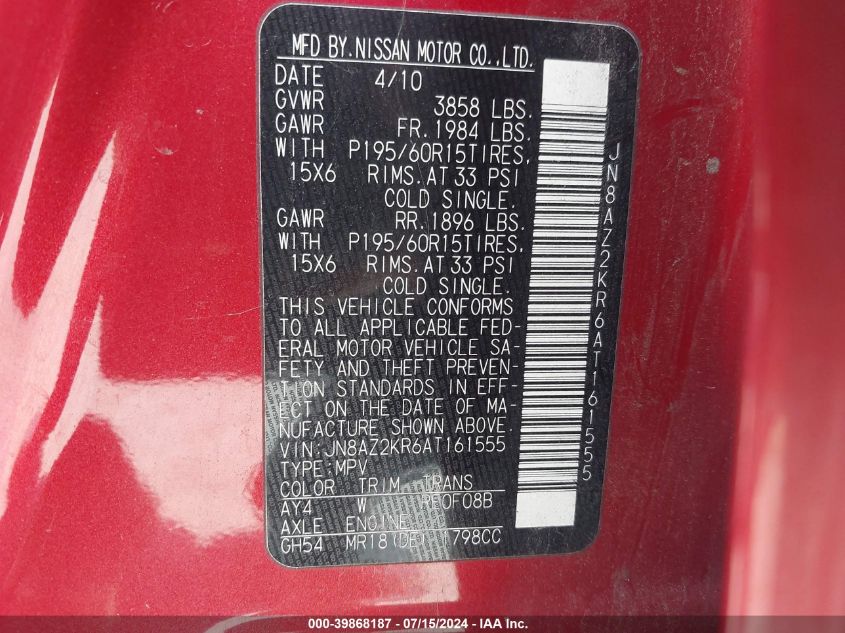 MFD BY.NISSAN MOTOR CO.,LTD.
DATE 4/10
GVWR 3858 LBS.
GAWR FR. 1984 LBS.
WITH P195/60R15TIRES,
15X6 RIMS.AT 33 PSI
COLD SINGLE.
GAWR RR. 1896 LBS.
WITH P195/60R15TIRES,
15X6 RIMS.AT 33 PSI
COLD SINGLE.
THIS VEHICLE CONFORMS
TO ALL APPLICABLE FED-
ERAL MOTOR VEHICLE SA-
FETY AND THEFT PREVEN-
TION STANDARDS IN EFF-
ECT ON THE DATE OF MA-
NUFACTURE SHOWN ABOVE.
VIN:JN8AZ2KR6AT161555
TYPE:MPV
COLOR TRIM TRANS
AY4 W RE0F08B
AXLE ENGINE
GH54 MR18(DE) 1798CC
JN8AZ2KR6AT161555
000-39868187 - 07/15/2024 - IAA Inc.